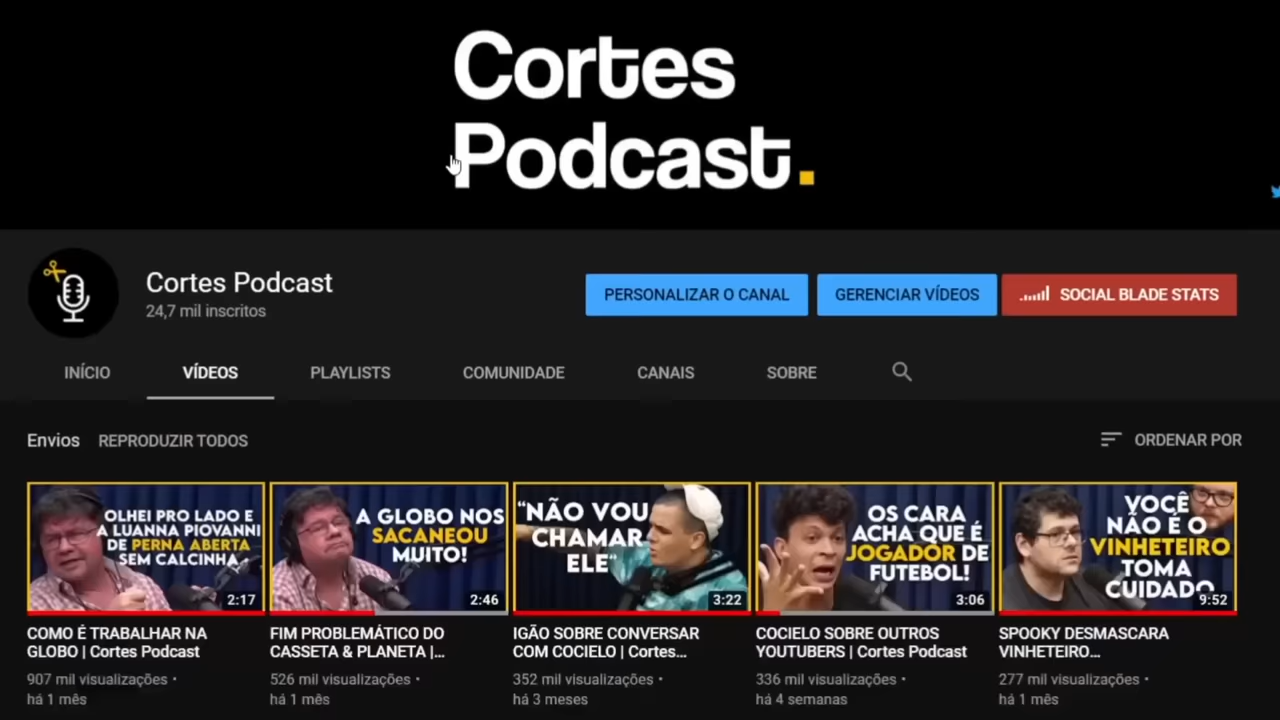 Cortes
Podcast.
Cortes Podcast
24,7 mil inscritos
PERSONALIZAR O CANAL
GERENCIAR VÍDEOS
SOCIAL BLADE STATS
INÍCIO
VÍDEOS
PLAYLISTS
COMUNIDADE
CANAIS
SOBRE
Envios
REPRODUZIR TODOS
ORDENAR POR
OLHEI PRO LADO E
A LUANNA PIOVANNI
DE PERNA ABERTA
SEM CALCINHA
2:17
COMO É TRABALHAR NA
GLOBO | Cortes Podcast
907 mil visualizações •
há 1 mês
A GLOBO NOS
SACANEOU
MUITO!
2:46
FIM PROBLEMÁTICO DO
CASSETA & PLANETA |...
526 mil visualizações •
há 1 mês
"NÃO VOU
CHAMAR
ELE"
3:22
IGÃO SOBRE CONVERSAR
COM COCIELO | Cortes...
352 mil visualizações •
há 3 meses
OS CARA
ACHA QUE É
JOGADOR DE
FUTEBOL!
3:06
COCIELO SOBRE OUTROS
YOUTUBERS | Cortes Podcast
336 mil visualizações •
há 4 semanas
VOCÊ
NÃO É O
VINHETEIRO
TOMA
CUIDADO
9:52
SPOOKY DESMASCARA
VINHETEIRO...
277 mil visualizações •
há 1 mês